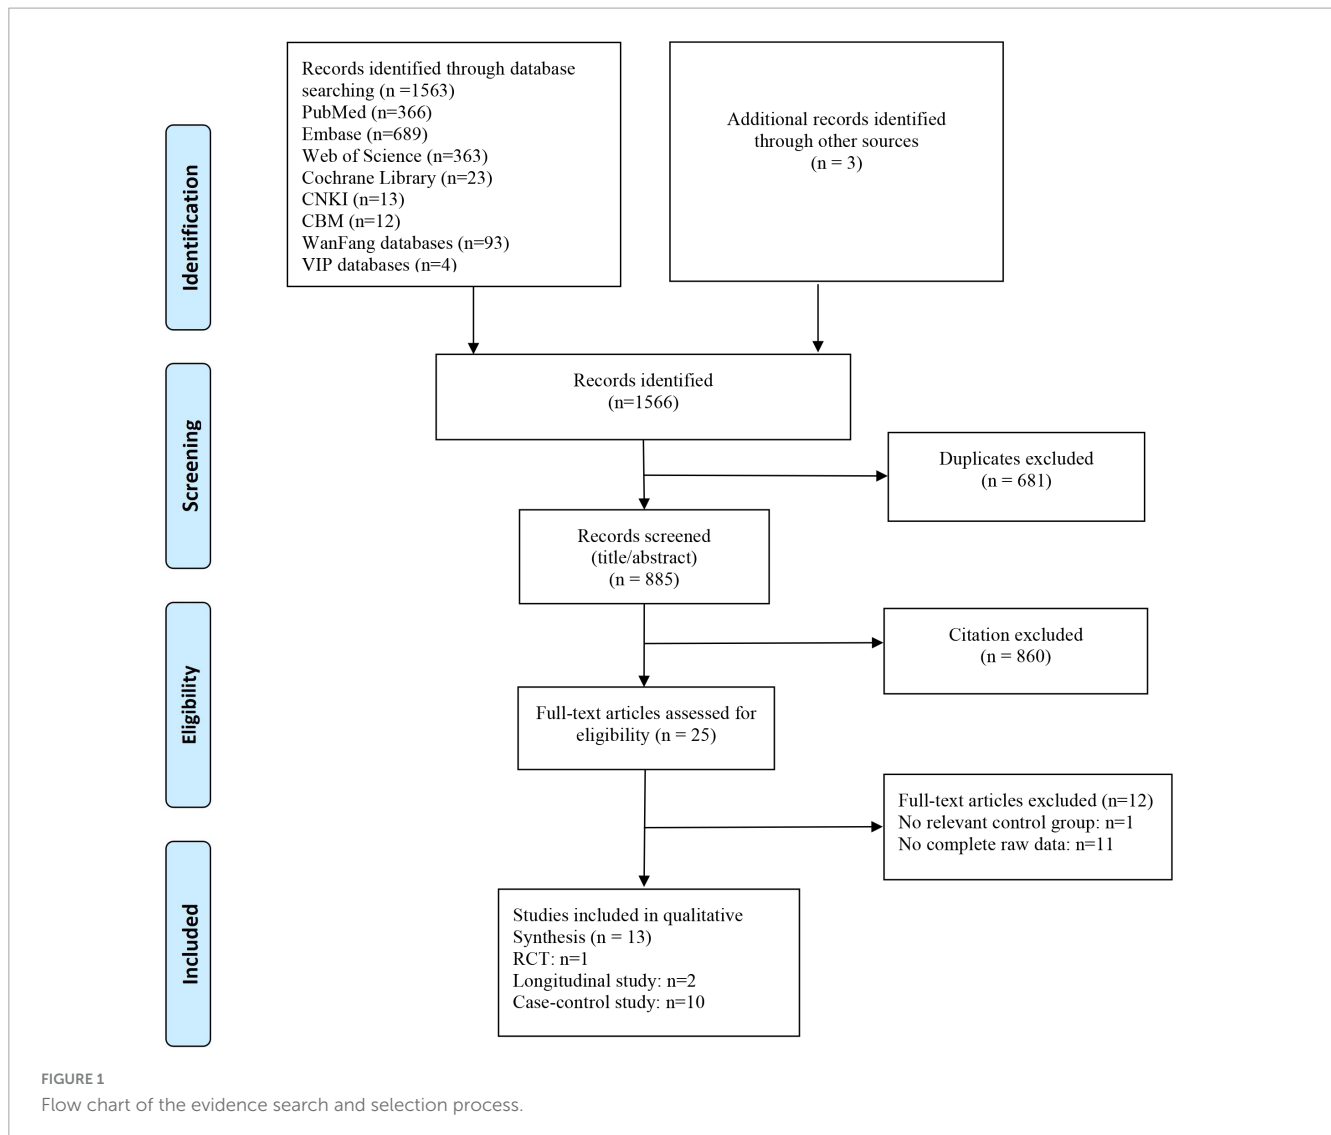 Records identified through database
searching (n =1563)
PubMed (n=366)
Embase (n=689)
Web of Science (n=363)
Cochrane Library (n=23)
CNKI (n=13)
CBM (n=12)
WanFang databases (n=93)
VIP databases (n=4)
Additional records identified
through other sources
(n = 3)
Identification
Records identified
(n=1566)
Screening
Duplicates excluded
(n = 681)
Records screened
(title/abstract)
(n = 885)
Citation excluded
(n = 860)
Eligibility
Full-text articles assessed for
eligibility (n = 25)
Full-text articles excluded (n=12)
No relevant control group: n=1
No complete raw data: n=11
Included
Studies included in qualitative
Synthesis (n = 13)
RCT: n=1
Longitudinal study: n=2
Case-control study: n=10
FIGURE 1
Flow chart of the evidence search and selection process.